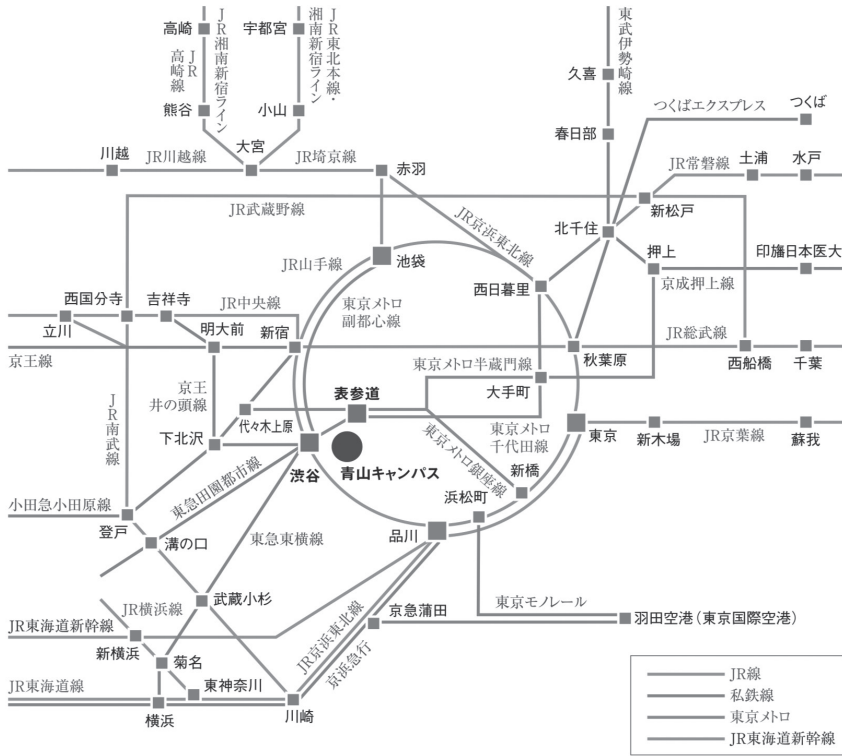 高崎
JR湘南新宿ライン
JR高崎線
熊谷
宇都宮
JR東北本線・
湘南新宿ライン
小山
東武伊勢崎線
久喜
春日部
つくばエクスプレス
つくば
川越
JR川越線
大宮
JR埼京線
赤羽
JR常磐線
土浦
水戸
JR武蔵野線
新松戸
JR京浜東北線
北千住
JR山手線
池袋
押上
印旛日本医大
京成押上線
西日暮里
西国分寺
吉祥寺
JR中央線
東京メトロ
副都心線
立川
明大前
新宿
秋葉原
JR総武線
京王線
西船橋
千葉
東京メトロ半蔵門線
大手町
京王
井の頭線
表参道
JR南武線
代々木上原
東京メトロ
千代田線
東京
新木場
JR京葉線
蘇我
下北沢
東京メトロ銀座線
新橋
渋谷
青山キャンパス
東急田園都市線
浜松町
小田急小田原線
登戸
東急東横線
品川
溝の口
武蔵小杉
JR横浜線
JR京浜東北線
京急蒲田
東京モノレール
羽田空港(東京国際空港)
JR東海道新幹線
新横浜
京浜急行
菊名
東神奈川
JR東海道線
横浜
川崎
JR線
私鉄線
東京メトロ
JR東海道新幹線